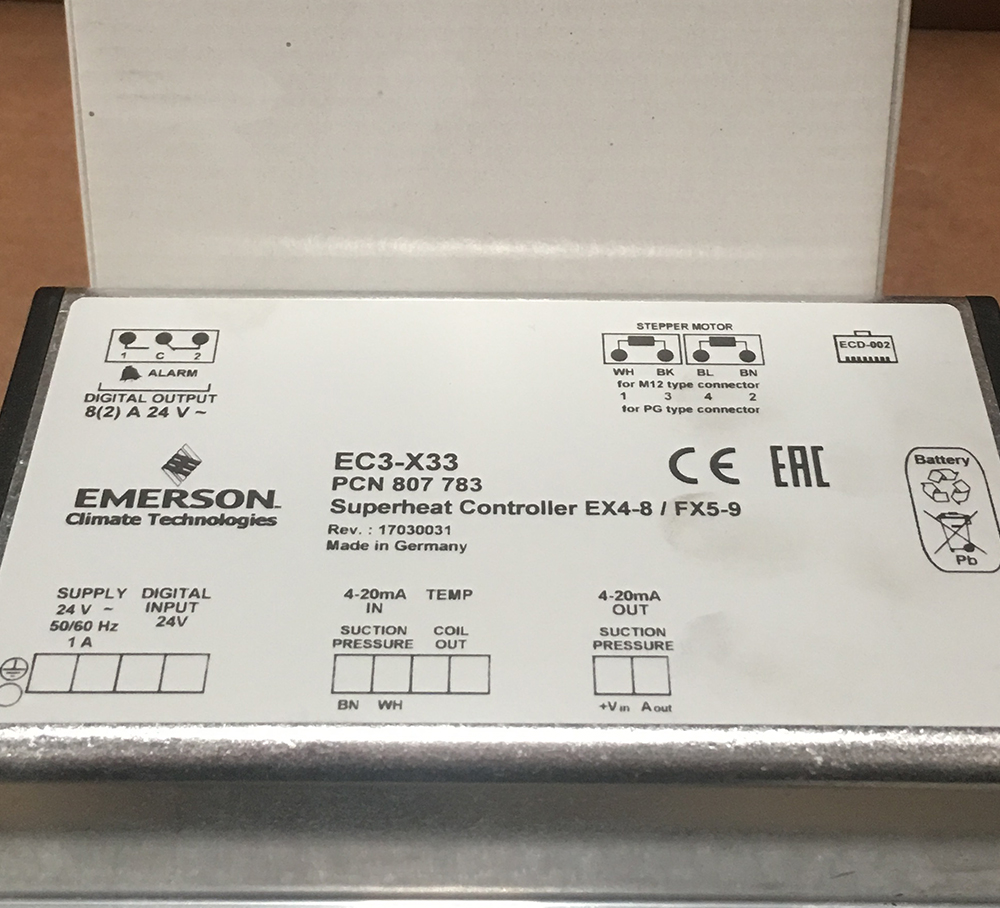 1 C 2
ALARM
DIGITAL OUTPUT
8(2) A 24 V ~
STEPPER MOTOR
WH BK BL BN
for M12 type connector
1 3 4 2
for PG type connector
ECD-002
EMERSON™
Climate Technologies
EC3-X33
PCN 807 783
Superheat Controller EX4-8 / FX5-9
Rev. : 17030031
Made in Germany
CE EAC
Battery
Pb
SUPPLY
24 V ~
50/60 Hz
1 A
DIGITAL
INPUT
24V
4-20mA
IN
SUCTION
PRESSURE
BN WH
TEMP
COIL
OUT
4-20mA
OUT
SUCTION
PRESSURE
+Vin Aout